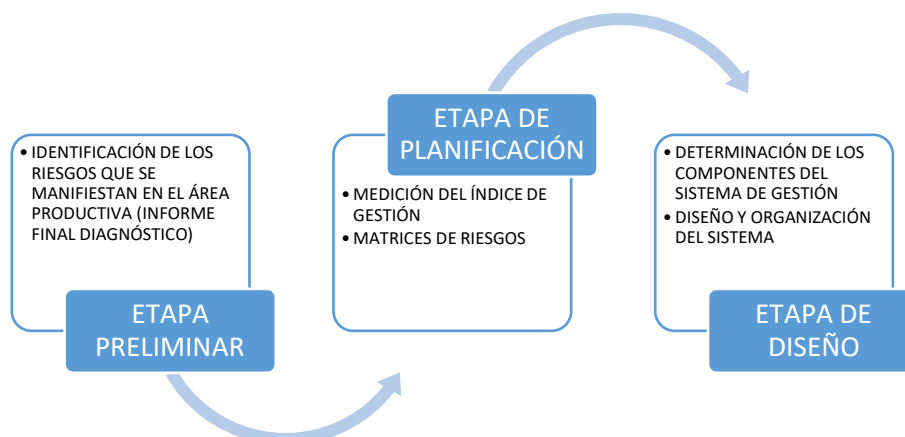 • IDENTIFICACIÓN DE LOS
RIESGOS QUE SE
MANIFIESTAN EN EL ÁREA
PRODUCTIVA (INFORME
FINAL DIAGNÓSTICO)
ETAPA
PRELIMINAR
ETAPA DE
PLANIFICACIÓN
• MEDICIÓN DEL ÍNDICE DE
GESTIÓN
• MATRICES DE RIESGOS
• DETERMINACIÓN DE LOS
COMPONENTES DEL
SISTEMA DE GESTIÓN
• DISEÑO Y ORGANIZACIÓN
DEL SISTEMA
ETAPA DE
DISEÑO